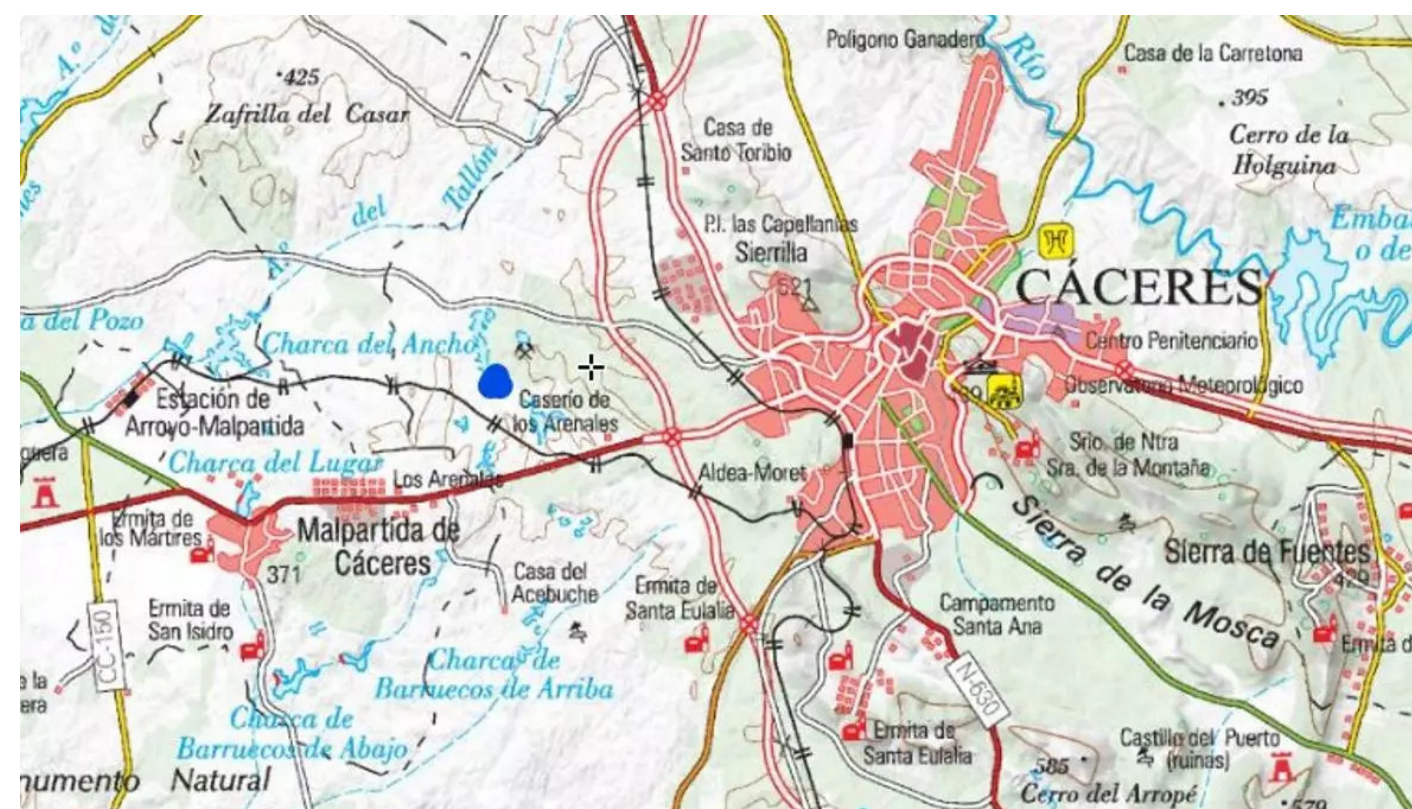 A.º de
Poligono Ganadero
Río
Casa de la Carretona
425
Zafrilla del Casar
395
Cerro de la
Holguina
Casa de
Santo Toribio
Tallón
del
A.º
P.I. las Capellanías
Sierrilla
521
CÁCERES
a del Pozo
Charca del Ancho
Centro Penitenciario
Observatorio Meteorológico
Estación de
Arroyo-Malpartida
Caserío de
los Arenales
Srio. de Ntra
Sra. de la Montaña
Charca del Lugar
Los Arenales
Aldea-Moret
Ermita de
los Mártires
Malpartida de
Cáceres
371
Sierra de la Mosca
Sierra de Fuentes
Casa del
Acebuche
Ermita de
Santa Eulalia
Ermita de
San Isidro
Campamento
Santa Ana
CC-150
N-630
Charca de
Barruecos de Arriba
Charca de
Barruecos de Abajo
Ermita de
Santa Eulalia
Castillo del Puerto
(ruinas)
585
Cerro del Arropé
numento Natural